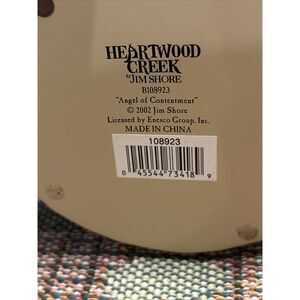 HEARTWOOD
CREEK
by JIM SHORE
B108923
"Angel of Contentment"
© 2002 Jim Shore
Licensed by Enesco Group, Inc.
MADE IN CHINA
108923
0 45544 73418 9